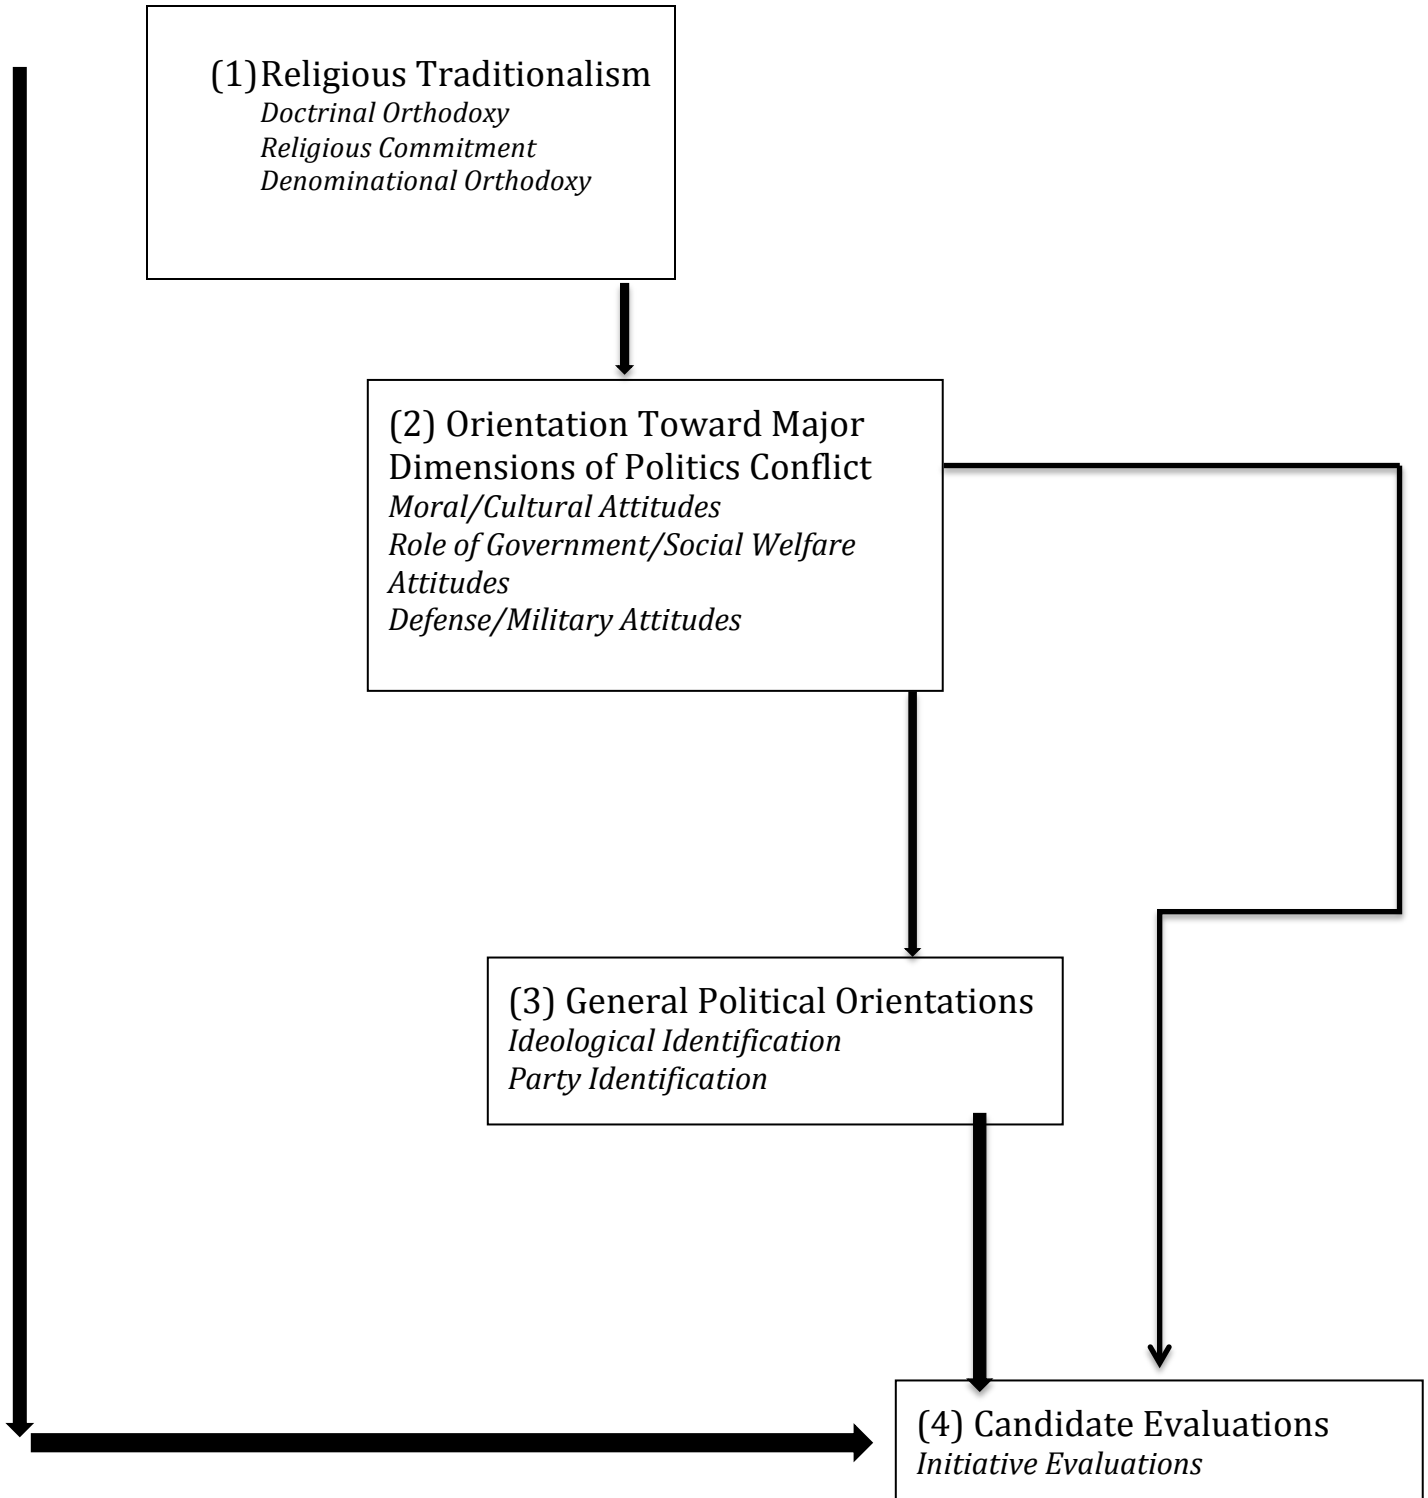 (1)Religious Traditionalism
Doctrinal Orthodoxy
Religious Commitment
Denominational Orthodoxy
(2) Orientation Toward Major
Dimensions of Politics Conflict
Moral/Cultural Attitudes
Role of Government/Social Welfare
Attitudes
Defense/Military Attitudes
(3) General Political Orientations
Ideological Identification
Party Identification
(4) Candidate Evaluations
Initiative Evaluations